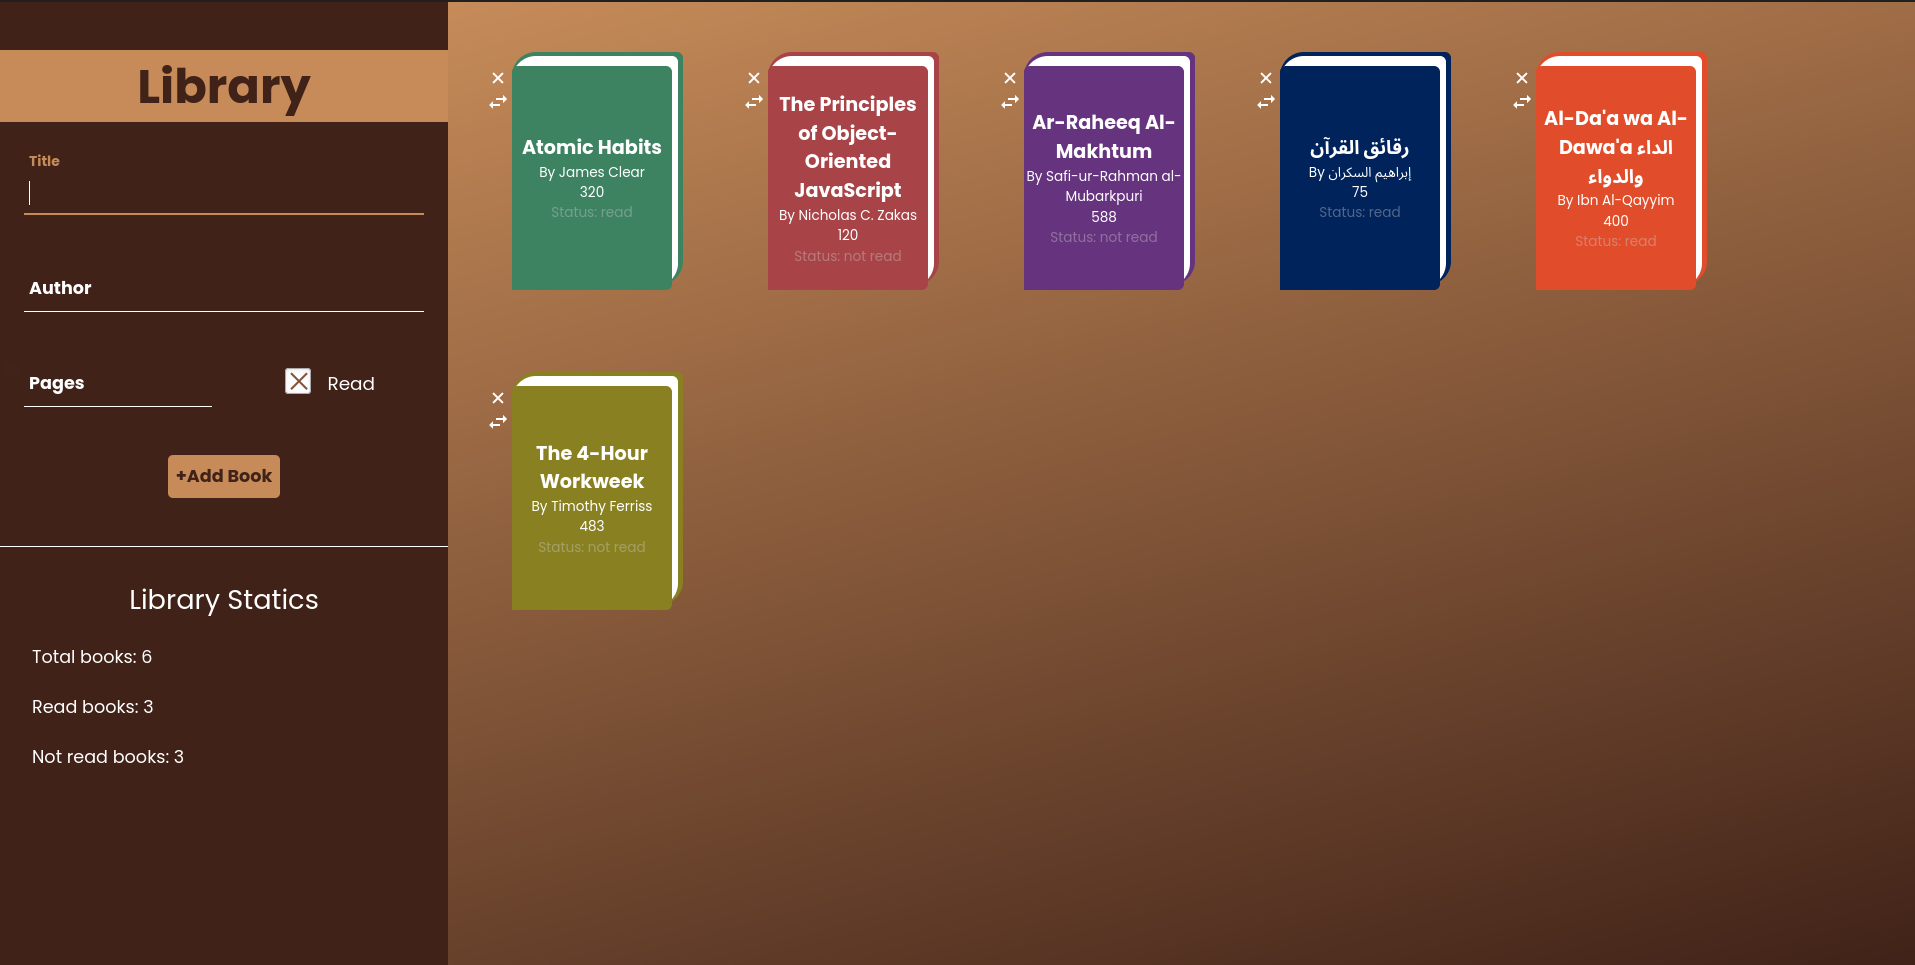 Library
Title
Author
Pages
Read
+Add Book
Library Statics
Total books: 6
Read books: 3
Not read books: 3
Atomic Habits
By James Clear
320
Status: read
The Principles
of Object-
Oriented
JavaScript
By Nicholas C. Zakas
120
Status: not read
Ar-Raheeq Al-
Makhtum
By Safi-ur-Rahman al-
Mubarkpuri
588
Status: not read
رقائق القرآن
By إبراهيم السكران
75
Status: read
Al-Da'a wa Al-
Dawa'a الداء
والدواء
By Ibn Al-Qayyim
400
Status: read
The 4-Hour
Workweek
By Timothy Ferriss
483
Status: not read